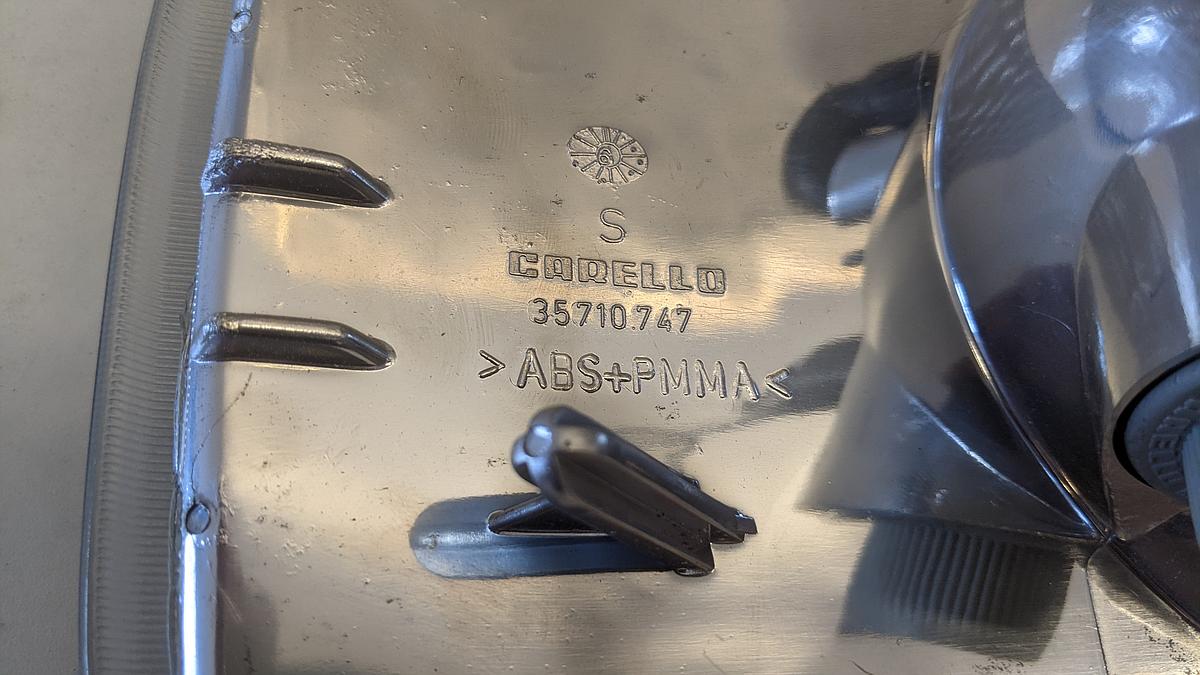 S
CARELLO
35710.747
>ABS+PMMA<